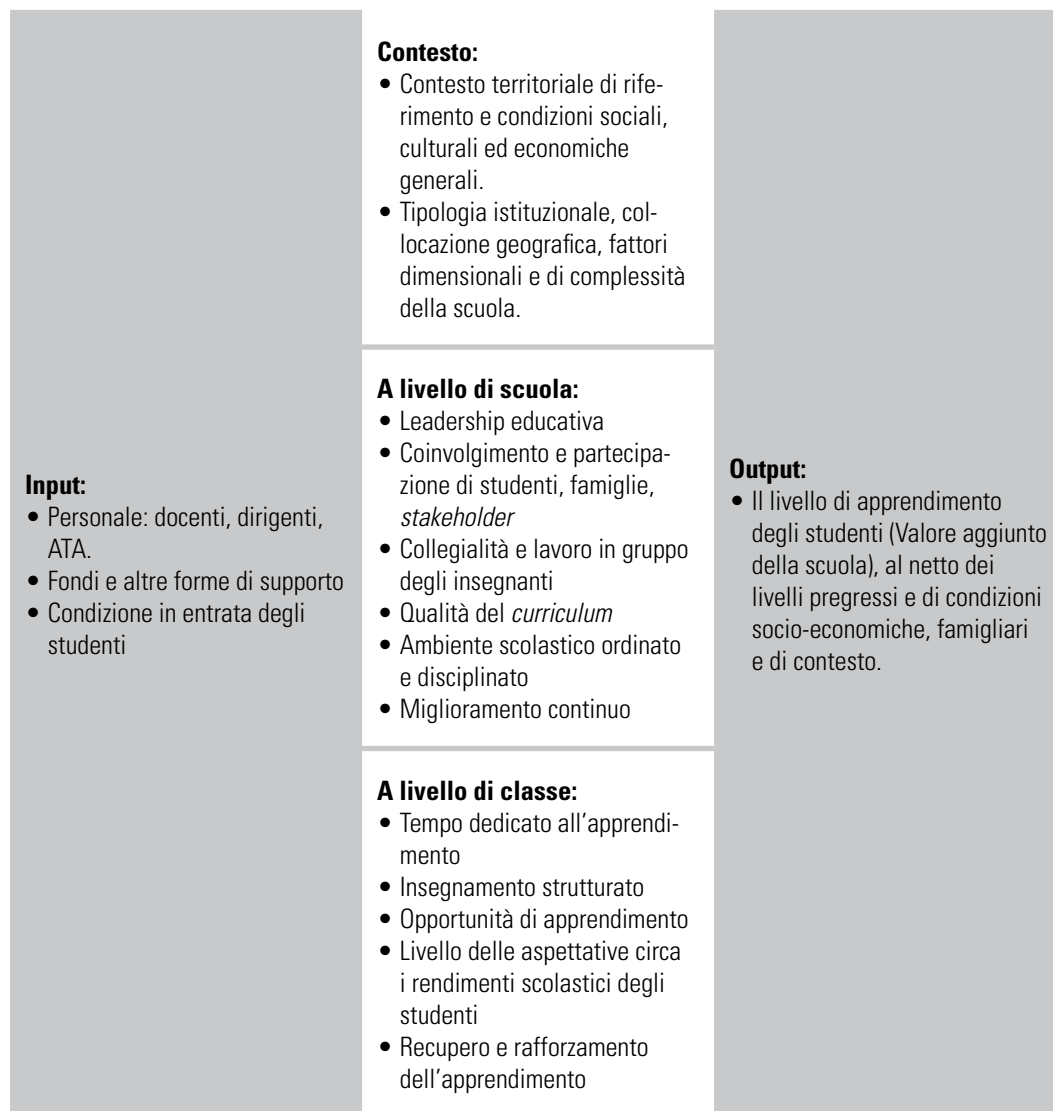 Input:
• Personale: docenti, dirigenti,
ATA.
• Fondi e altre forme di supporto
• Condizione in entrata degli
studenti
Contesto:
• Contesto territoriale di rife-
rimento e condizioni sociali,
culturali ed economiche
generali.
• Tipologia istituzionale, col-
locazione geografica, fattori
dimensionali e di complessità
della scuola.
A livello di scuola:
• Leadership educativa
• Coinvolgimento e partecipa-
zione di studenti, famiglie,
stakeholder
• Collegialità e lavoro in gruppo
degli insegnanti
• Qualità del curriculum
• Ambiente scolastico ordinato
e disciplinato
• Miglioramento continuo
A livello di classe:
• Tempo dedicato all'apprendi-
mento
• Insegnamento strutturato
• Opportunità di apprendimento
• Livello delle aspettative circa
i rendimenti scolastici degli
studenti
• Recupero e rafforzamento
dell'apprendimento
Output:
• Il livello di apprendimento
degli studenti (Valore aggiunto
della scuola), al netto dei
livelli pregressi e di condizioni
socio-economiche, famigliari
e di contesto.